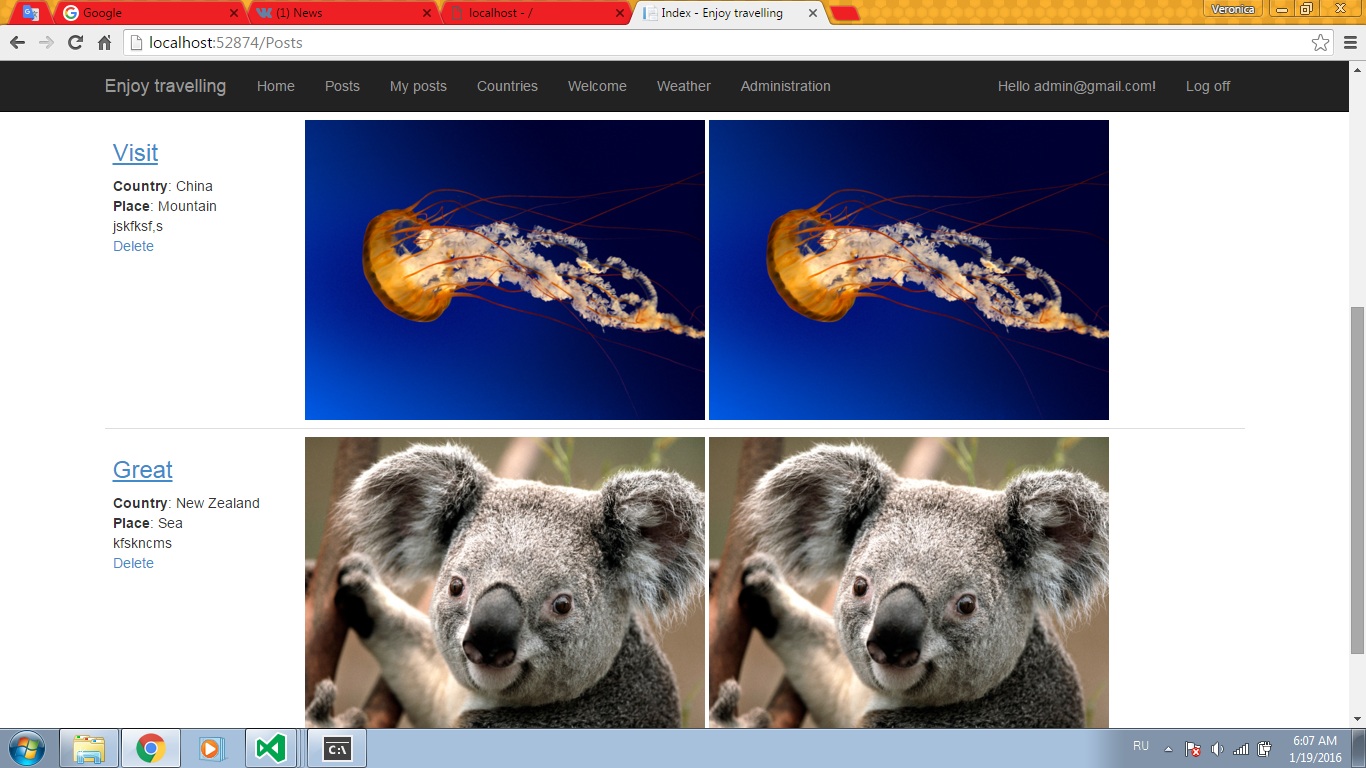 Google
(1) News
localhost - /
Index - Enjoy travelling
Veronica
localhost:52874/Posts
Enjoy travelling
Home
Posts
My posts
Countries
Welcome
Weather
Administration
Hello admin@gmail.com!
Log off
Visit
Country: China
Place: Mountain
jskfksf,s
Delete
Great
Country: New Zealand
Place: Sea
kfskncms
Delete
C:\
RU
6:07 AM
1/19/2016